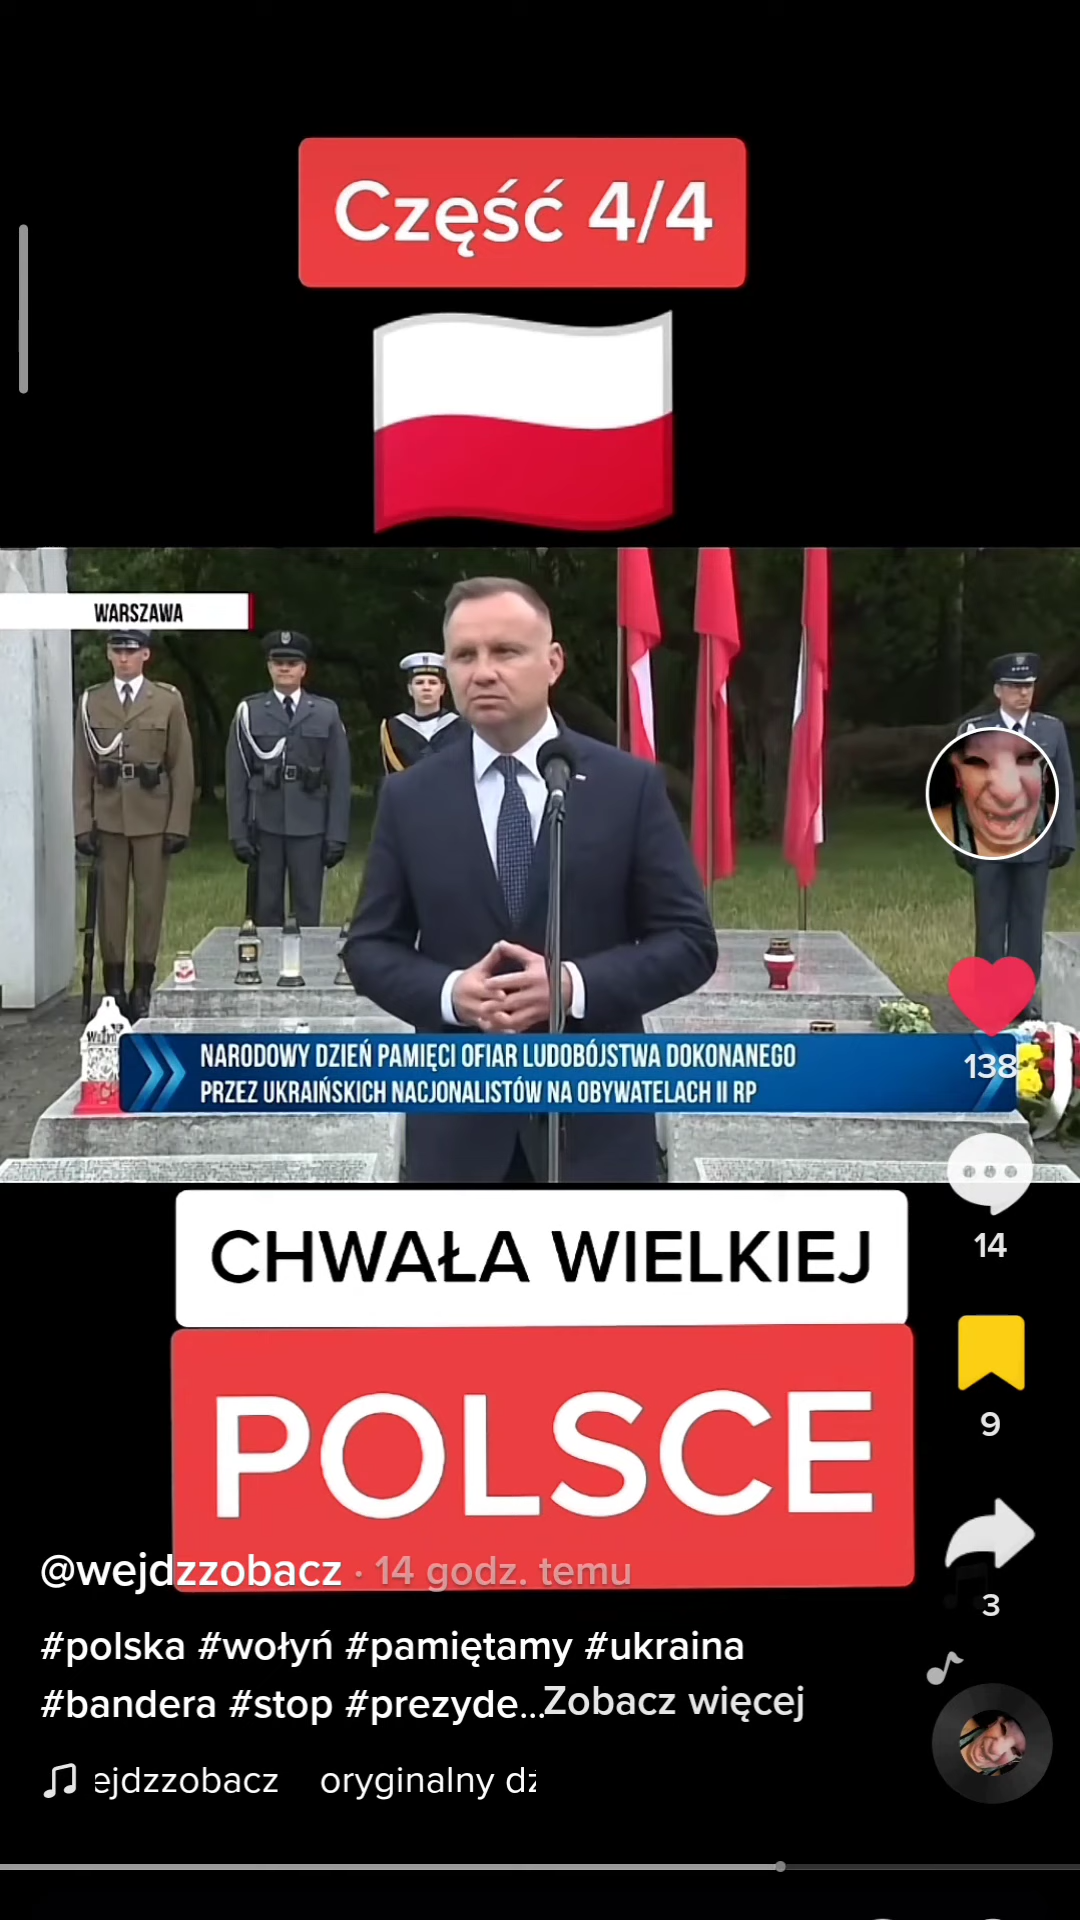 Część 4/4
WARSZAWA
NARODOWY DZIEŃ PAMIĘCI OFIAR LUDOBÓJSTWA DOKONANEGO
PRZEZ UKRAIŃSKICH NACJONALISTÓW NA OBYWATELACH II RP
138
14
CHWAŁA WIELKIEJ
POLSCE
9
3
@wejdzzobacz · 14 godz. temu
#polska #wołyń #pamiętamy #ukraina
#bandera #stop #prezyde...Zobacz więcej
ejdzzobacz oryginalny dź